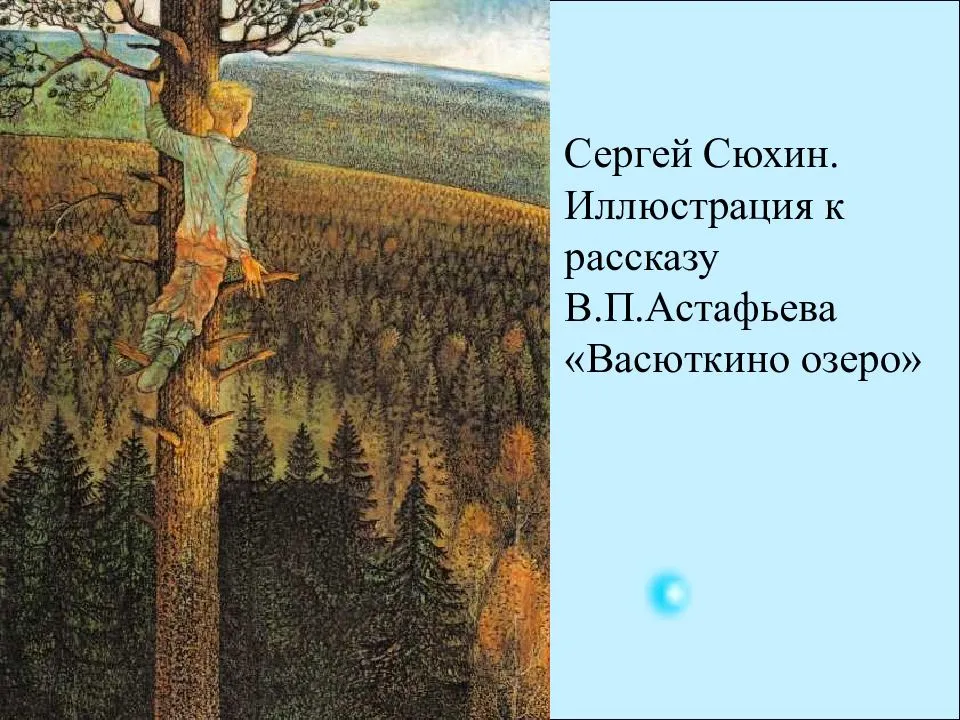 Сергей Сюхин.
Иллюстрация к
рассказу
В.П.Астафьева
«Васюткино озеро»